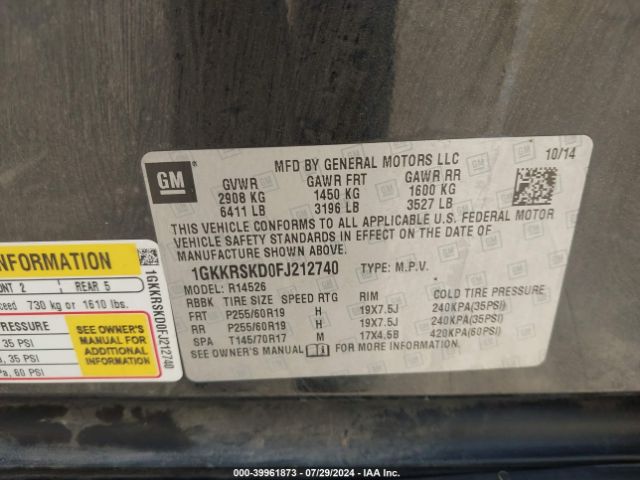 GM
MFD BY GENERAL MOTORS LLC
10/14
GVWR GAWR FRT GAWR RR
2908 KG 1450 KG 1600 KG
6411 LB 3196 LB 3527 LB
THIS VEHICLE CONFORMS TO ALL APPLICABLE U.S. FEDERAL MOTOR
VEHICLE SAFETY STANDARDS IN EFFECT ON THE DATE OF
MANUFACTURE SHOWN ABOVE.
1GKKRSKD0FJ212740 TYPE: M.P.V.
MODEL: R14526
RBBK TIRE SIZE SPEED RTG RIM COLD TIRE PRESSURE
FRT P255/60R19 H 19X7.5J 240KPA(35PSI)
RR P255/60R19 H 19X7.5J 240KPA(35PSI)
SPA T145/70R17 M 17X4.5B 420KPA(60PSI)
SEE OWNER'S MANUAL FOR MORE INFORMATION.
INFORMATION
NT 2 REAR 5
ceed 730 kg or 1610 lbs.
PRESSURE
35 PSI
a, 35 PSI
a, 60 PSI
SEE OWNER'S
MANUAL FOR
ADDITIONAL
INFORMATION
1GKKRSKD0FJ212740
000-39961873 - 07/29/2024 - IAA Inc.